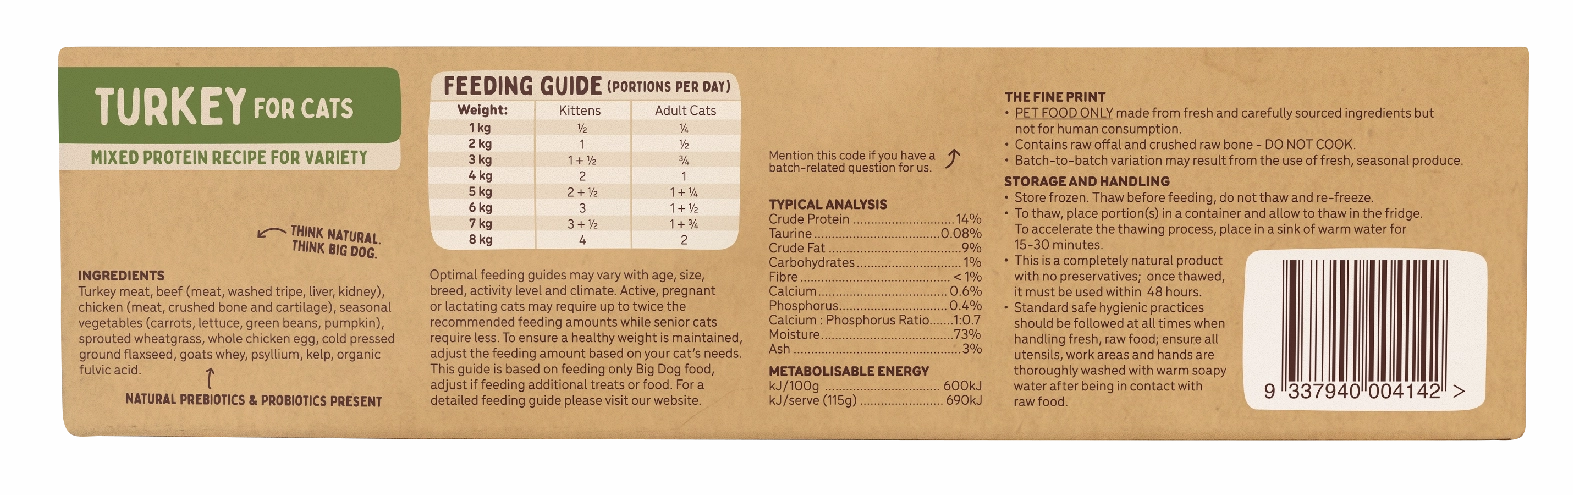 TURKEY FOR CATS
MIXED PROTEIN RECIPE FOR VARIETY
THINK NATURAL.
THINK BIG DOG.
INGREDIENTS
Turkey meat, beef (meat, washed tripe, liver, kidney),
chicken (meat, crushed bone and cartilage), seasonal
vegetables (carrots, lettuce, green beans, pumpkin),
sprouted wheatgrass, whole chicken egg, cold pressed
ground flaxseed, goats whey, psyllium, kelp, organic
fulvic acid.
NATURAL PREBIOTICS & PROBIOTICS PRESENT
FEEDING GUIDE (PORTIONS PER DAY)
Weight: Kittens Adult Cats
1 kg ½ ¼
2 kg 1 ½
3 kg 1 + ½ ¾
4 kg 2 1
5 kg 2 + ½ 1 + ¼
6 kg 3 1 + ½
7 kg 3 + ½ 1 + ¾
8 kg 4 2
Optimal feeding guides may vary with age, size,
breed, activity level and climate. Active, pregnant
or lactating cats may require up to twice the
recommended feeding amounts while senior cats
require less. To ensure a healthy weight is maintained,
adjust the feeding amount based on your cat's needs.
This guide is based on feeding only Big Dog food,
adjust if feeding additional treats or food. For a
detailed feeding guide please visit our website.
Mention this code if you have a
batch-related question for us.
TYPICAL ANALYSIS
Crude Protein ............................ 14%
Taurine ................................... 0.08%
Crude Fat ..................................... 9%
Carbohydrates .............................. 1%
Fibre .......................................... < 1%
Calcium .................................... 0.6%
Phosphorus ............................... 0.4%
Calcium : Phosphorus Ratio ....... 1:0.7
Moisture .................................... 73%
Ash ............................................. 3%
METABOLISABLE ENERGY
kJ/100g ................................. 600kJ
kJ/serve (115g) ....................... 690kJ
THE FINE PRINT
• PET FOOD ONLY made from fresh and carefully sourced ingredients but
not for human consumption.
• Contains raw offal and crushed raw bone - DO NOT COOK.
• Batch-to-batch variation may result from the use of fresh, seasonal produce.
STORAGE AND HANDLING
• Store frozen. Thaw before feeding, do not thaw and re-freeze.
• To thaw, place portion(s) in a container and allow to thaw in the fridge.
To accelerate the thawing process, place in a sink of warm water for
15-30 minutes.
• This is a completely natural product
with no preservatives; once thawed,
it must be used within 48 hours.
• Standard safe hygienic practices
should be followed at all times when
handling fresh, raw food; ensure all
utensils, work areas and hands are
thoroughly washed with warm soapy
water after being in contact with
raw food.
9 337940 004142 >